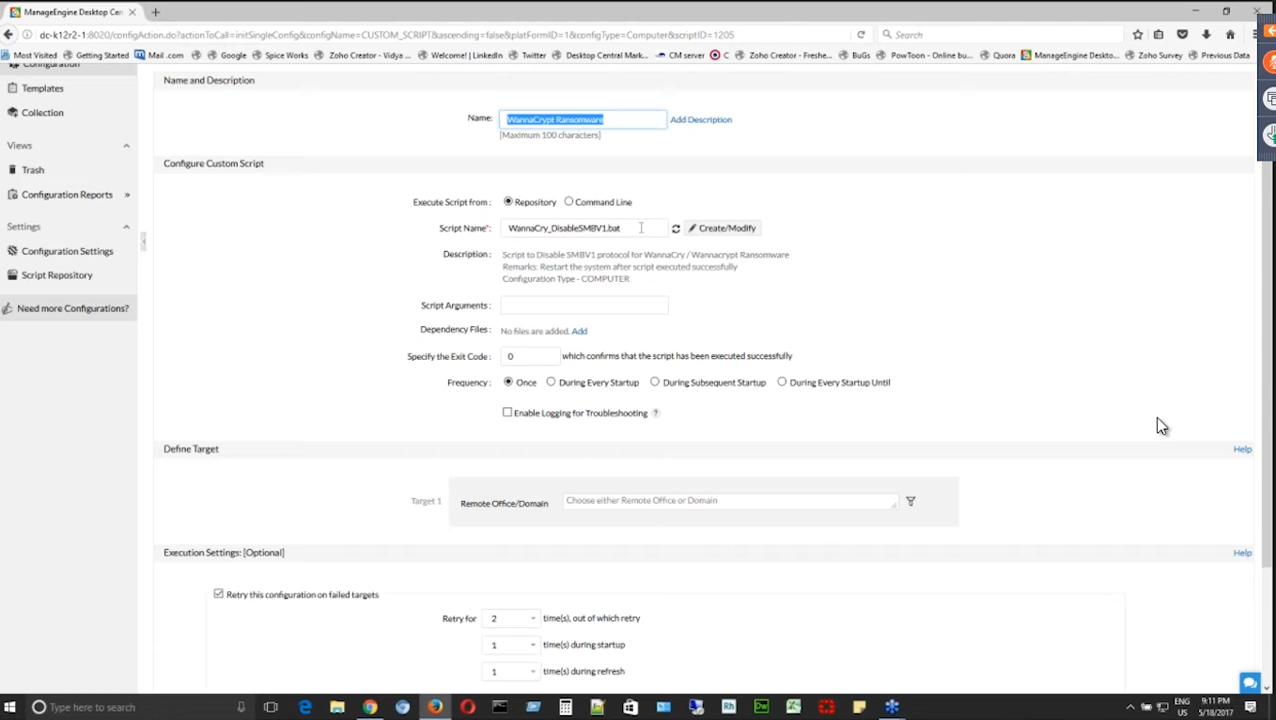 ManageEngine Desktop Central
dc-k12r2-1:8020/configAction.do?actionToCall=initSingleConfig&configName=CUSTOM_SCRIPT&ascending=false&platFormID=1&configType=Computer&scriptID=1205
Search
Most Visited Getting Started Mail .com Google Spice Works Zoho Creator - Vidya ... Welcome! | LinkedIn Twitter Desktop Central Mark... CM server C Zoho Creator - Freshe... BuGs PowToon - Online bu... Quora ManageEngine Deskto... Zoho Survey Previous Data
Configuration
Templates
Collection
Views
Trash
Configuration Reports »
Settings
Configuration Settings
Script Repository
Need more Configurations?
Name and Description
Name: WannaCrypt Ransomware Add Description
[Maximum 100 characters]
Configure Custom Script
Execute Script from : Repository Command Line
Script Name*: WannaCry_DisableSMBV1.bat Create/Modify
Description : Script to Disable SMBV1 protocol for WannaCry / Wannacrypt Ransomware
Remarks: Restart the system after script executed successfully
Configuration Type - COMPUTER
Script Arguments :
Dependency Files : No files are added. Add
Specify the Exit Code : 0 which confirms that the script has been executed successfully
Frequency : Once During Every Startup During Subsequent Startup During Every Startup Until
Enable Logging for Troubleshooting ?
Define Target Help
Target 1 Remote Office/Domain Choose either Remote Office or Domain
Execution Settings: [Optional] Help
Retry this configuration on failed targets
Retry for 2 time(s), out of which retry
1 time(s) during startup
1 time(s) during refresh
Type here to search
ENG
US
9:11 PM
5/18/2017